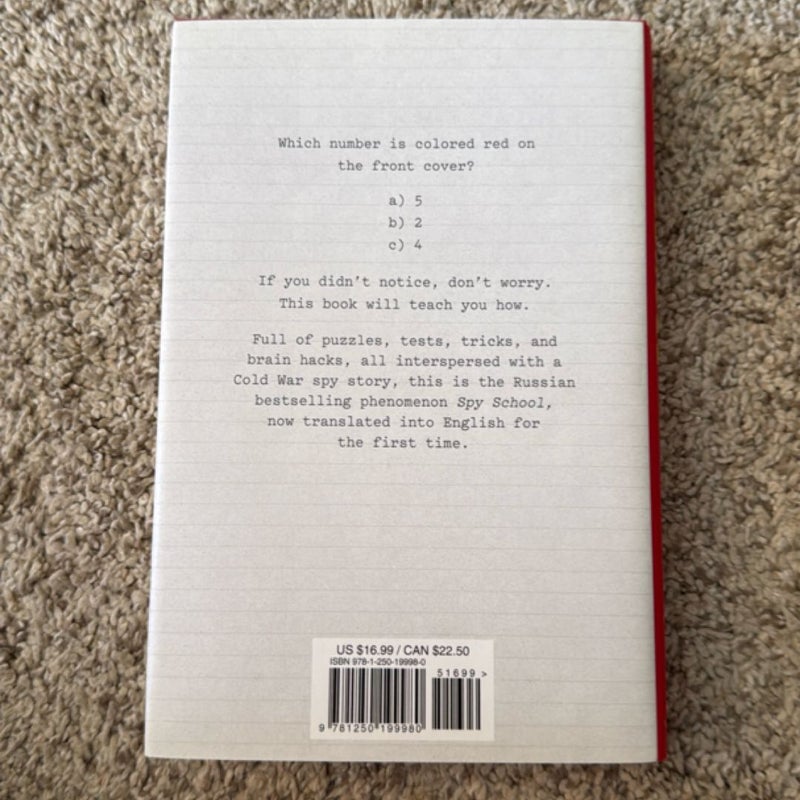 Which number is colored red on
the front cover?
a) 5
b) 2
c) 4
If you didn't notice, don't worry.
This book will teach you how.
Full of puzzles, tests, tricks, and
brain hacks, all interspersed with a
Cold War spy story, this is the Russian
bestselling phenomenon Spy School,
now translated into English for
the first time.
US $16.99 / CAN $22.50
ISBN 978-1-250-19998-0
51699 >
9 781250 199980